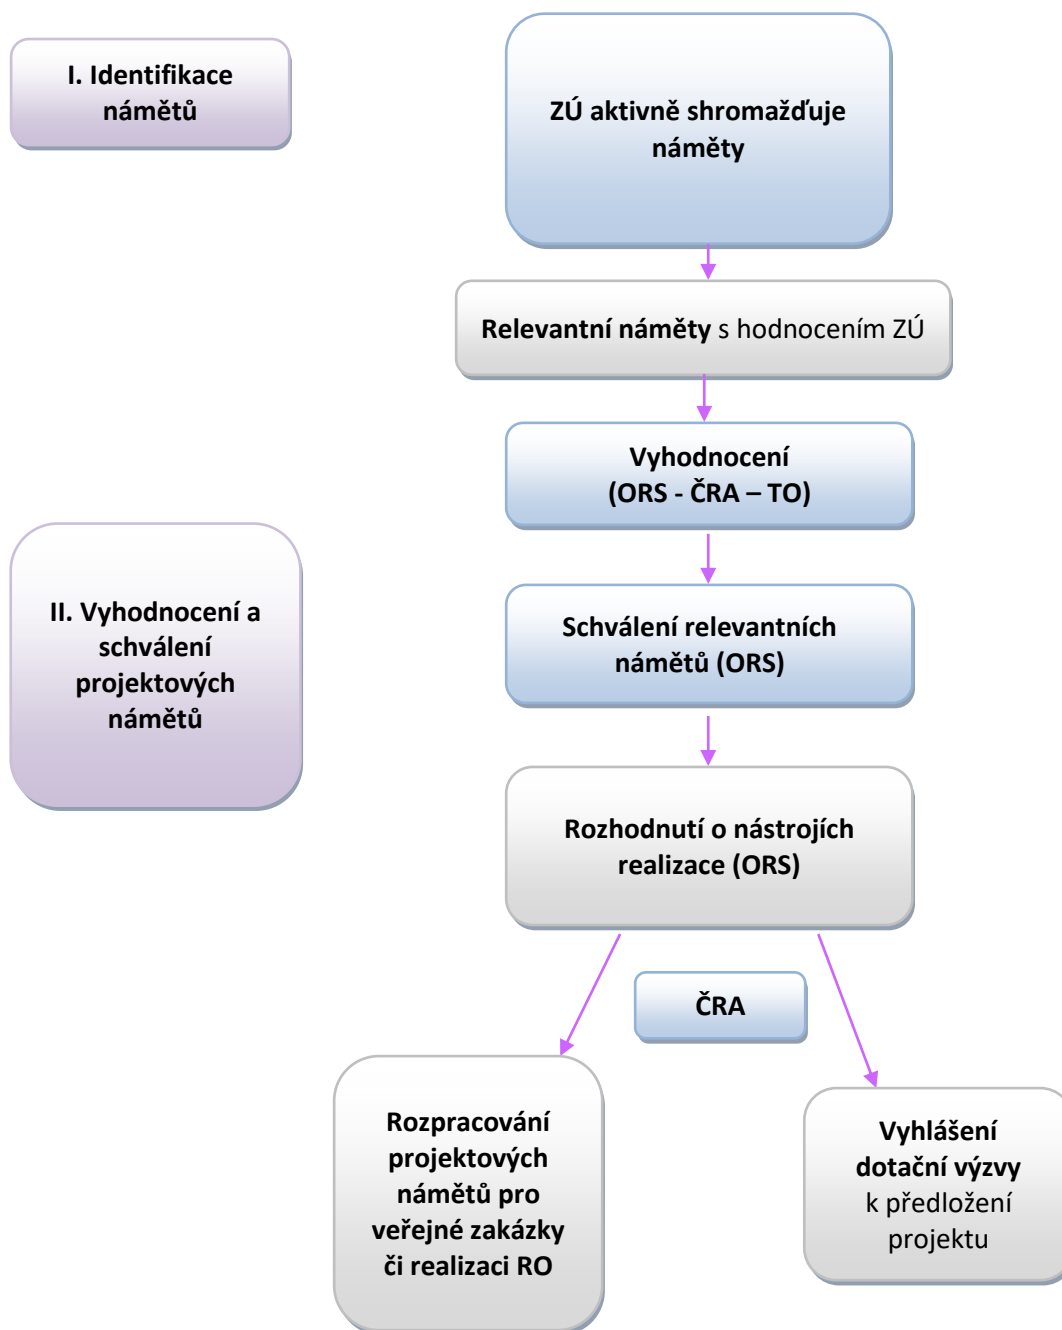 I. Identifikace
námětů
ZÚ aktivně shromažďuje
náměty
Relevantní náměty s hodnocením ZÚ
Vyhodnocení
(ORS - ČRA – TO)
II. Vyhodnocení a
schválení
projektových
námětů
Schválení relevantních
námětů (ORS)
Rozhodnutí o nástrojích
realizace (ORS)
ČRA
Rozpracování
projektových
námětů pro
veřejné zakázky
či realizaci RO
Vyhlášení
dotační výzvy
k předložení
projektu